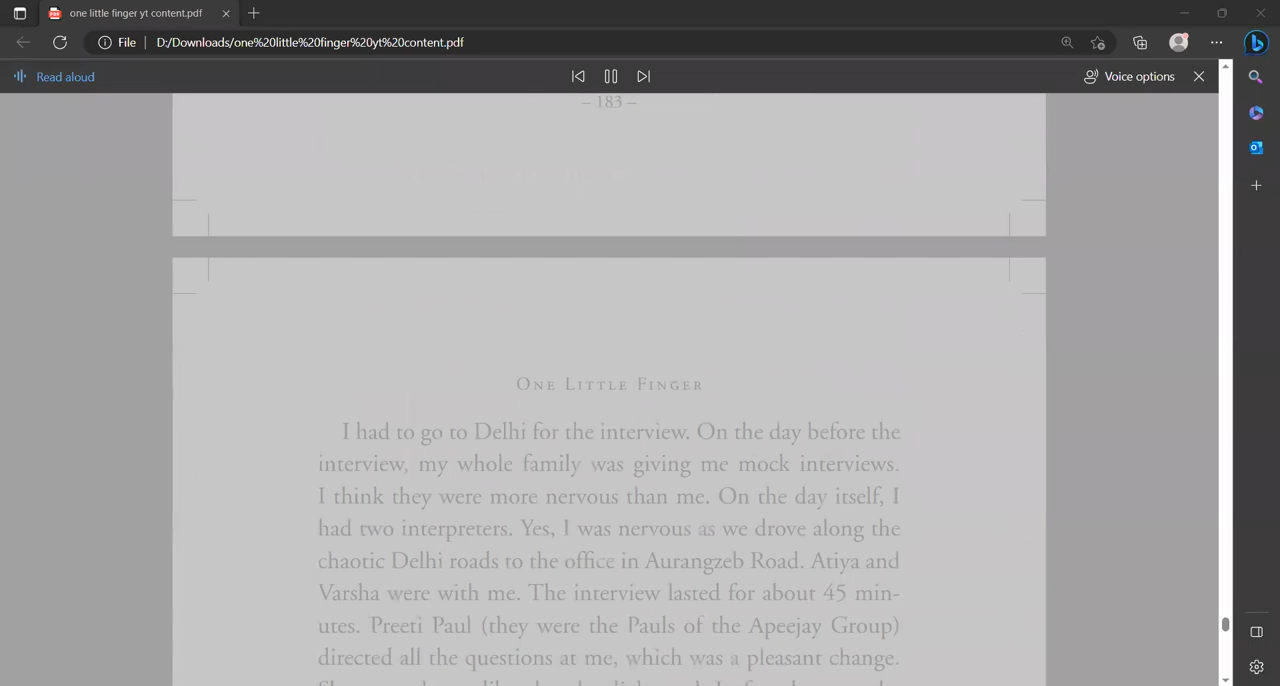 one little finger yt content.pdf
File
D:/Downloads/one%20little%20finger%20yt%20content.pdf
Read aloud
Voice options
– 183 –
ONE LITTLE FINGER
I had to go to Delhi for the interview. On the day before the
interview, my whole family was giving me mock interviews.
I think they were more nervous than me. On the day itself, I
had two interpreters. Yes, I was nervous as we drove along the
chaotic Delhi roads to the office in Aurangzeb Road. Atiya and
Varsha were with me. The interview lasted for about 45 min-
utes. Preeti Paul (they were the Pauls of the Apeejay Group)
directed all the questions at me, which was a pleasant change.